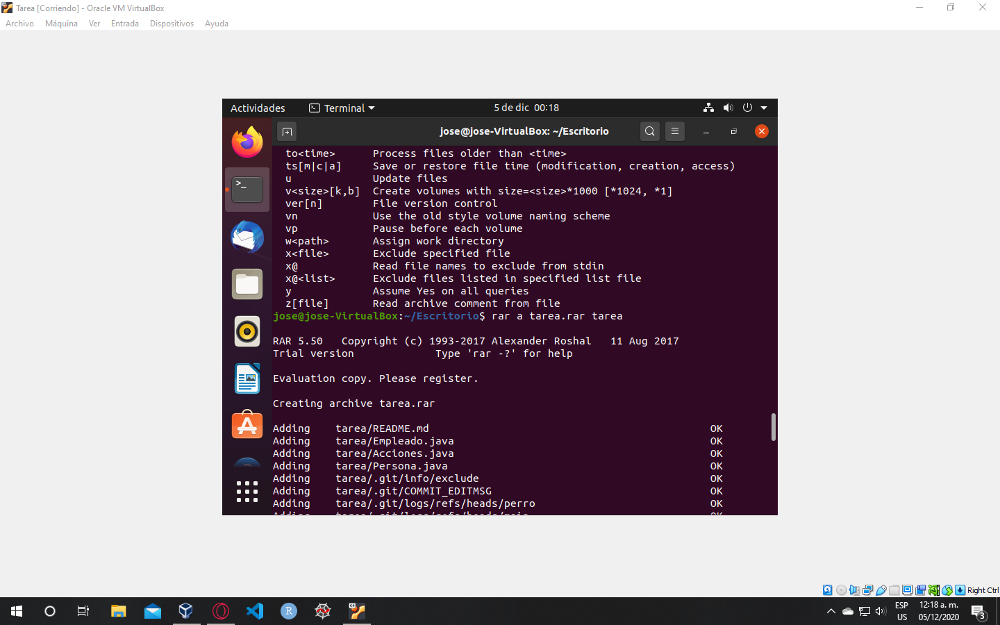 Tarea [Corriendo] - Oracle VM VirtualBox
Archivo Máquina Ver Entrada Dispositivos Ayuda
Actividades Terminal 5 de dic 00:18
jose@jose-VirtualBox: ~/Escritorio
to<time> Process files older than <time>
ts[m|c|a] Save or restore file time (modification, creation, access)
u Update files
v<size>[k,b] Create volumes with size=<size>*1000 [*1024, *1]
ver[n] File version control
vn Use the old style volume naming scheme
vp Pause before each volume
w<path> Assign work directory
x<file> Exclude specified file
x@ Read file names to exclude from stdin
x@<list> Exclude files listed in specified list file
y Assume Yes on all queries
z[file] Read archive comment from file
jose@jose-VirtualBox:~/Escritorio$ rar a tarea.rar tarea
RAR 5.50 Copyright (c) 1993-2017 Alexander Roshal 11 Aug 2017
Trial version Type 'rar -?' for help
Evaluation copy. Please register.
Creating archive tarea.rar
Adding tarea/README.md OK
Adding tarea/Empleado.java OK
Adding tarea/Acciones.java OK
Adding tarea/Persona.java OK
Adding tarea/.git/info/exclude OK
Adding tarea/.git/COMMIT_EDITMSG OK
Adding tarea/.git/logs/refs/heads/perro OK
Adding tarea/.git/logs/refs/heads/main OK
Right Ctrl
ESP 12:18 a. m.
US 05/12/2020
3